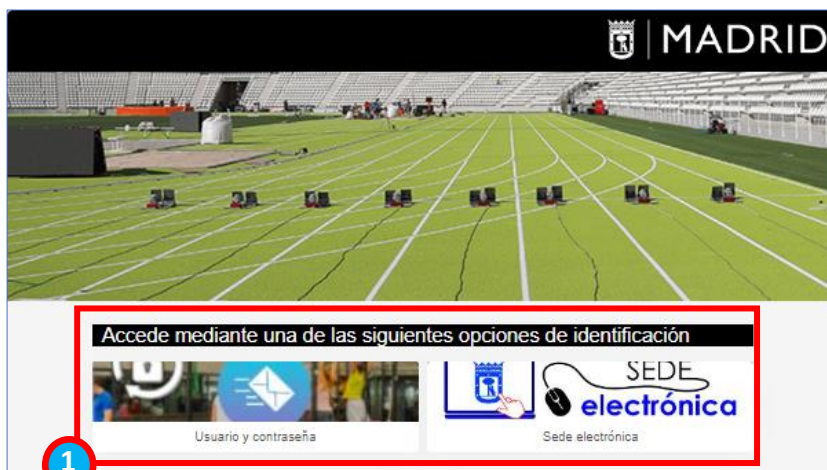 MADRID
Accede mediante una de las siguientes opciones de identificación
SEDE
electrónica
Usuario y contraseña
Sede electrónica
1